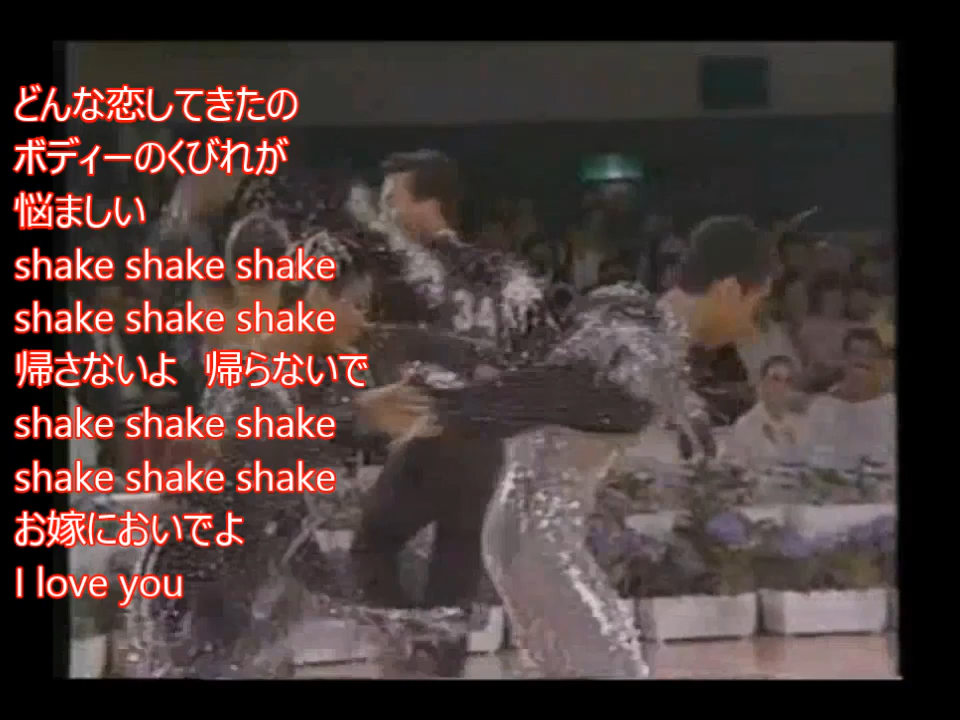 どんな恋してきたの
ボディーのくびれが
悩ましい
shake shake shake
shake shake shake
帰さないよ　帰らないで
shake shake shake
shake shake shake
お嫁においでよ
I love you
34